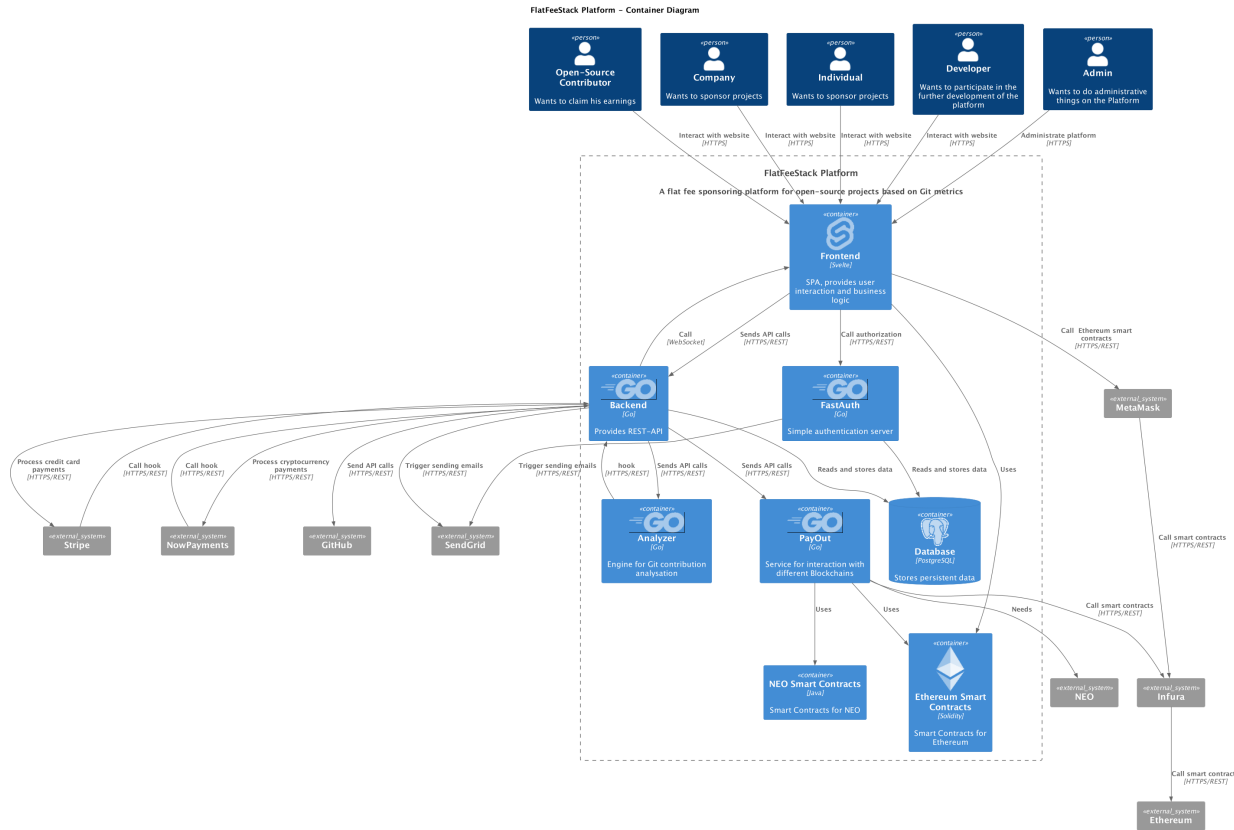 FlatFeeStack Platform - Container Diagram
«person»
Open-Source
Contributor
Wants to claim his earnings
«person»
Company
Wants to sponsor projects
«person»
Individual
Wants to sponsor projects
«person»
Developer
Wants to participate in the
further development of the
platform
«person»
Admin
Wants to do administrative
things on the Platform
Interact with website
[HTTPS]
Interact with website
[HTTPS]
Interact with website
[HTTPS]
Interact with website
[HTTPS]
Administrate platform
[HTTPS]
FlatFeeStack Platform
A flat fee sponsoring platform for open-source projects based on Git metrics
«container»
Frontend
[Svelte]
SPA, provides user
interaction and business
logic
Call
[WebSocket]
Sends API calls
[HTTPS/REST]
Call authorization
[HTTPS/REST]
Call Ethereum smart
contracts
[HTTPS/REST]
«container»
GO
Backend
[Go]
Provides REST-API
«container»
GO
FastAuth
[Go]
Simple authentication server
«external_system»
MetaMask
Process credit card
payments
[HTTPS/REST]
Call hook
[HTTPS/REST]
Call hook
[HTTPS/REST]
Process cryptocurrency
payments
[HTTPS/REST]
Send API calls
[HTTPS/REST]
Trigger sending emails
[HTTPS/REST]
Trigger sending emails
[HTTPS/REST]
hook
[HTTPS/REST]
Sends API calls
[HTTPS/REST]
Sends API calls
[HTTPS/REST]
Reads and stores data
Reads and stores data
Uses
«external_system»
Stripe
«external_system»
NowPayments
«external_system»
GitHub
«external_system»
SendGrid
«container»
GO
Analyzer
[Go]
Engine for Git contribution
analysation
«container»
GO
PayOut
[Go]
Service for interaction with
different Blockchains
«container»
Database
[PostgreSQL]
Stores persistent data
Call smart contracts
[HTTPS/REST]
Uses
Uses
Needs
Call smart contracts
[HTTPS/REST]
«container»
NEO Smart Contracts
[Java]
Smart Contracts for NEO
«container»
Ethereum Smart
Contracts
[Solidity]
Smart Contracts for
Ethereum
«external_system»
NEO
«external_system»
Infura
Call smart contract
[HTTPS/REST]
«external_system»
Ethereum